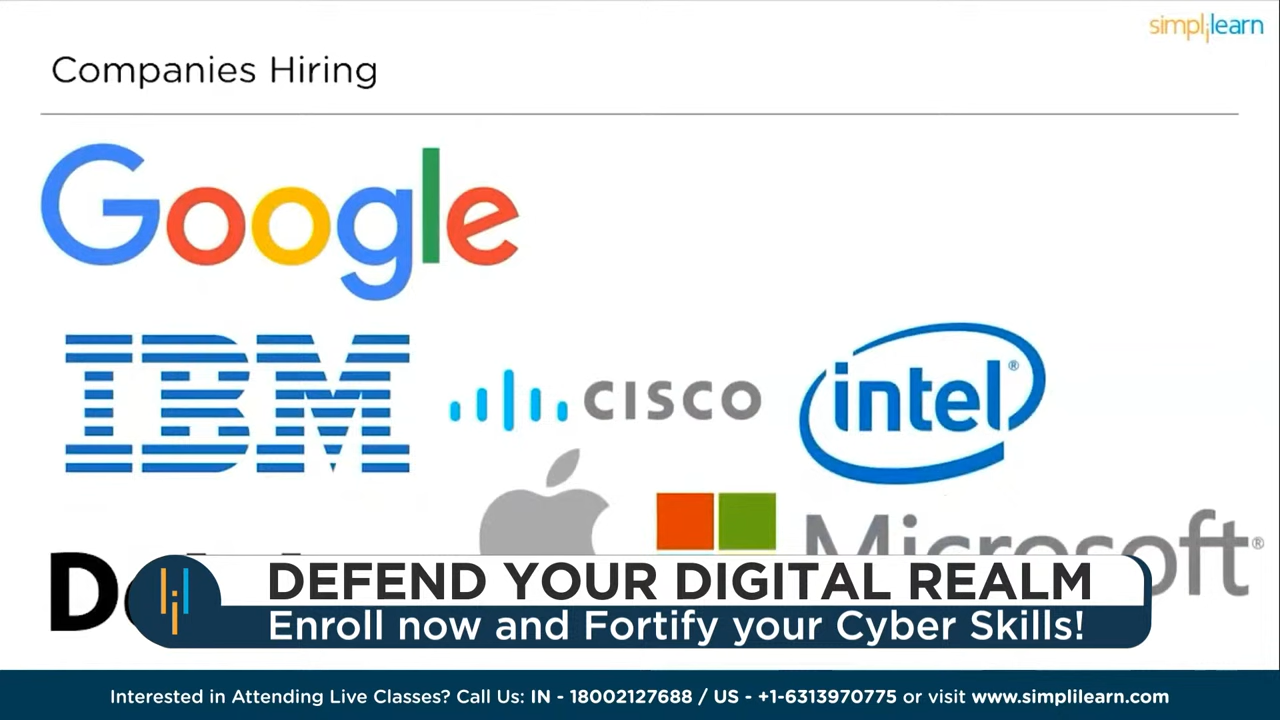 simplilearn
Companies Hiring
Google
IBM
CISCO
intel®
Microsoft®
DEFEND YOUR DIGITAL REALM
Enroll now and Fortify your Cyber Skills!
Interested in Attending Live Classes? Call Us: IN - 18002127688 / US - +1-6313970775 or visit www.simplilearn.com